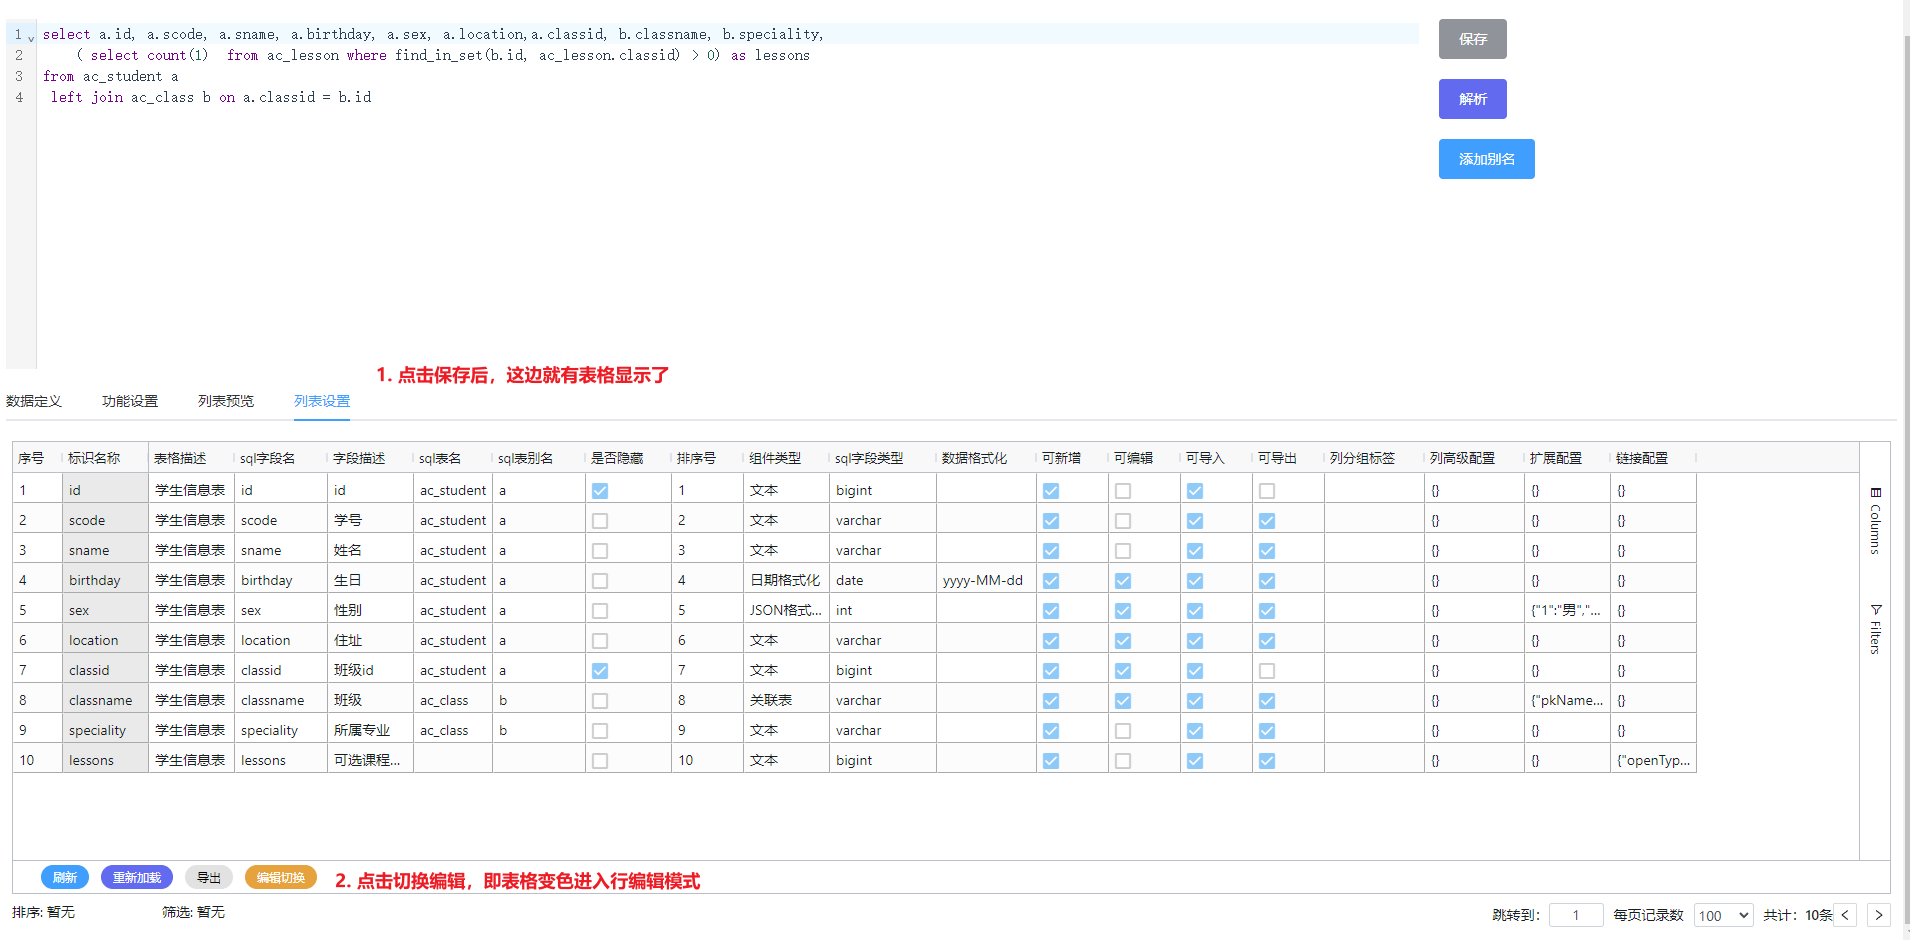 1 select a.id, a.scode, a.sname, a.birthday, a.sex, a.location,a.classid, b.classname, b.speciality,
2 ( select count(1) from ac_lesson where find_in_set(b.id, ac_lesson.classid) > 0) as lessons
3 from ac_student a
4 left join ac_class b on a.classid = b.id
保存
解析
添加别名
1. 点击保存后，这边就有表格显示了
数据定义 功能设置 列表预览 列表设置
序号 标识名称 表格描述 sql字段名 字段描述 sql表名 sql表别名 是否隐藏 排序号 组件类型 sql字段类型 数据格式化 可新增 可编辑 可导入 可导出 列分组标签 列高级配置 扩展配置 链接配置
1 id 学生信息表 id id ac_student a 1 文本 bigint {} {} {}
2 scode 学生信息表 scode 学号 ac_student a 2 文本 varchar {} {} {}
3 sname 学生信息表 sname 姓名 ac_student a 3 文本 varchar {} {} {}
4 birthday 学生信息表 birthday 生日 ac_student a 4 日期格式化 date yyyy-MM-dd {} {} {}
5 sex 学生信息表 sex 性别 ac_student a 5 JSON格式... int {} {"1":"男","... {}
6 location 学生信息表 location 住址 ac_student a 6 文本 varchar {} {} {}
7 classid 学生信息表 classid 班级id ac_student a 7 文本 bigint {} {} {}
8 classname 学生信息表 classname 班级 ac_class b 8 关联表 varchar {} {"pkName... {}
9 speciality 学生信息表 speciality 所属专业 ac_class b 9 文本 varchar {} {} {}
10 lessons 学生信息表 lessons 可选课程... 10 文本 bigint {} {} {"openTyp...
Columns
Filters
刷新 重新加载 导出 编辑切换 2. 点击切换编辑，即表格变色进入行编辑模式
排序: 暂无 筛选: 暂无
跳转到： 1 每页记录数 100 共计：10条 < >